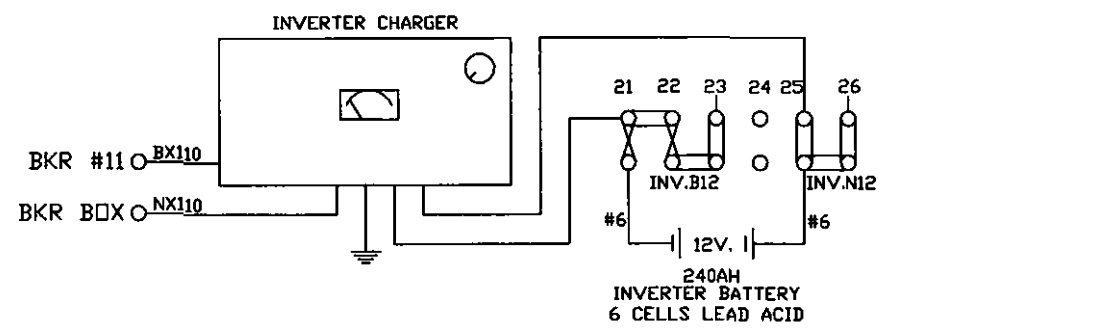 INVERTER CHARGER
21 22 23 24 25 26
BKR #11 BX110
INV.B12 INV.N12
BKR BOX NX110
#6 12V. #6
240AH
INVERTER BATTERY
6 CELLS LEAD ACID